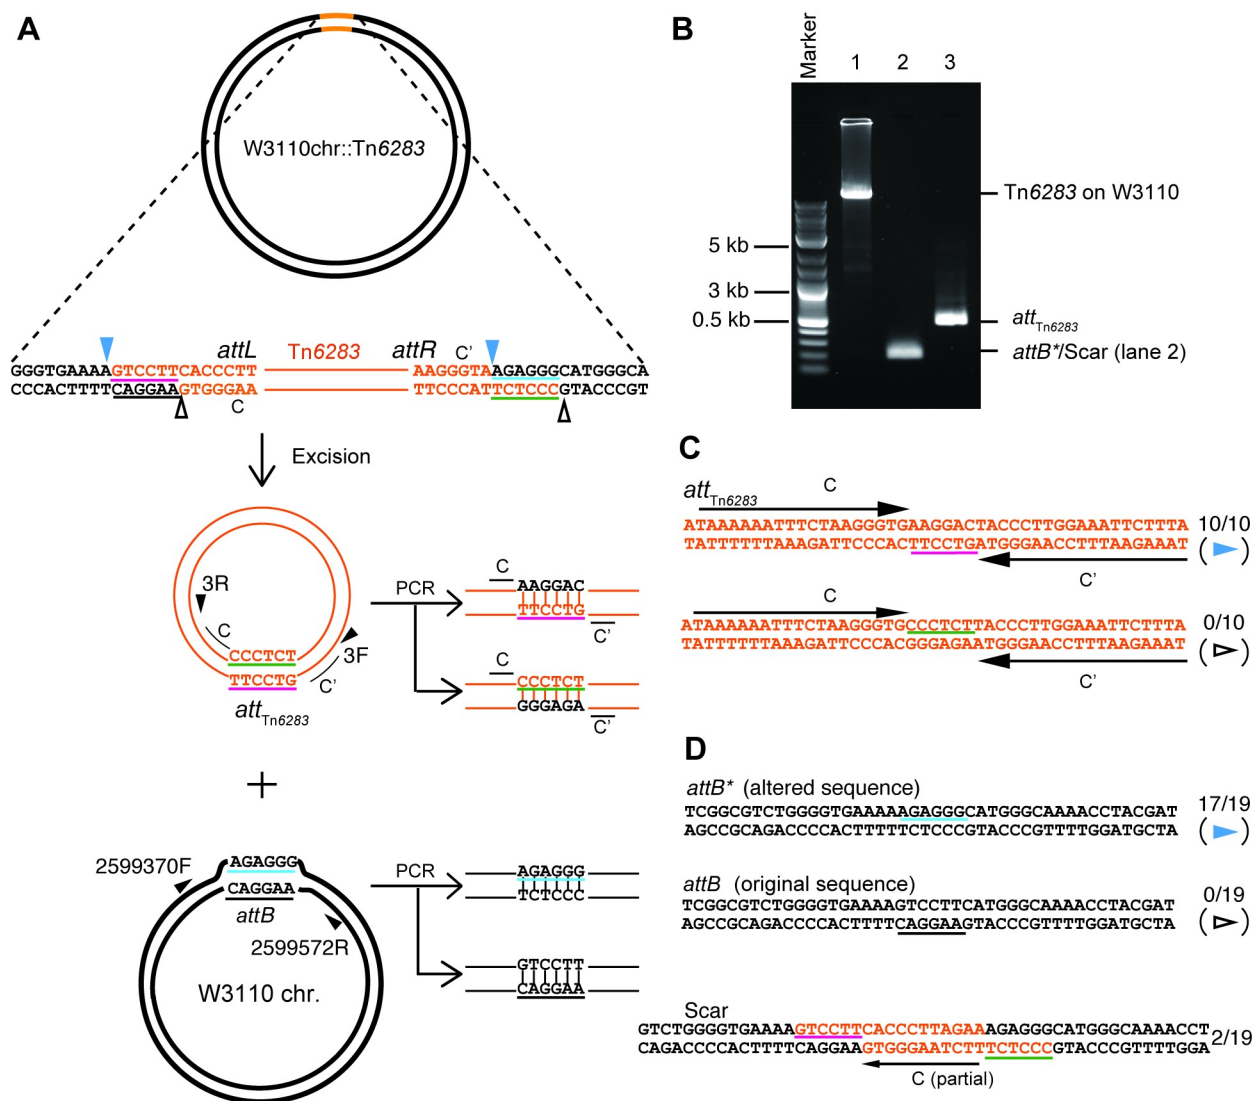 A
W3110chr::Tn6283
attL Tn6283 attR C'
GGGTGAAAAGTCCTTCACCCTT AAGGGTAAGAGGGCATGGGCA
CCCACTTTTCAGGAAGTGGGAA TTCCCATTCTCCCGTACCCGT
C
Excision
3R
C
CCCTCT
TTCCTG
3F
C'
attTn6283
PCR
C
AAGGAC
TTCCTG
C'
C
CCCTCT
GGGAGA
C'
+
2599370F
AGAGGG
CAGGAA
attB
2599572R
W3110 chr.
PCR
AGAGGG
TCTCCC
GTCCTT
CAGGAA
B
Marker 1 2 3
Tn6283 on W3110
5 kb
3 kb
0.5 kb
attTn6283
attB*/Scar (lane 2)
C
attTn6283
C
ATAAAAAATTTCTAAGGGTGAAGGACTACCCTTGGAAATTCTTTA
TATTTTTTAAAGATTCCCACTTCCTGATGGGAACCTTTAAGAAAT
C'
10/10
( )
C
ATAAAAAATTTCTAAGGGTGCCCTCTTACCCTTGGAAATTCTTTA
TATTTTTTAAAGATTCCCACGGGAGAATGGGAACCTTTAAGAAAT
C'
0/10
( )
D
attB* (altered sequence)
TCGGCGTCTGGGGTGAAAAAGAGGGCATGGGCAAAACCTACGAT
AGCCGCAGACCCCACTTTTTCTCCCGTACCCGTTTTGGATGCTA
17/19
( )
attB (original sequence)
TCGGCGTCTGGGGTGAAAAGTCCTTCATGGGCAAAACCTACGAT
AGCCGCAGACCCCACTTTTCAGGAAGTACCCGTTTTGGATGCTA
0/19
( )
Scar
GTCTGGGGTGAAAAGTCCTTCACCCTTAGAAAGAGGGCATGGGCAAAACCT
CAGACCCCACTTTTCAGGAAGTGGGAATCTTTCTCCCGTACCCGTTTTGGA
2/19
C (partial)